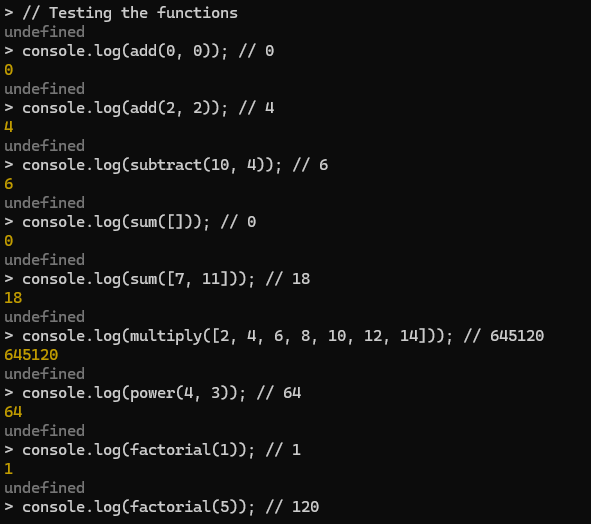 > // Testing the functions
undefined
> console.log(add(0, 0)); // 0
0
undefined
> console.log(add(2, 2)); // 4
4
undefined
> console.log(subtract(10, 4)); // 6
6
undefined
> console.log(sum([])); // 0
0
undefined
> console.log(sum([7, 11])); // 18
18
undefined
> console.log(multiply([2, 4, 6, 8, 10, 12, 14])); // 645120
645120
undefined
> console.log(power(4, 3)); // 64
64
undefined
> console.log(factorial(1)); // 1
1
undefined
> console.log(factorial(5)); // 120